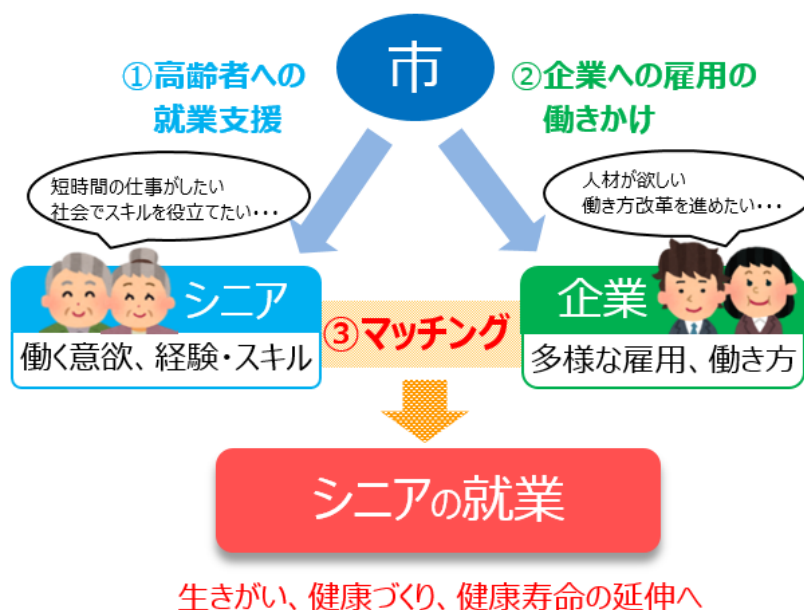 市
①高齢者への
就業支援
②企業への雇用の
働きかけ
短時間の仕事がしたい
社会でスキルを役立てたい・・・
人材が欲しい
働き方改革を進めたい・・・
シニア
働く意欲、経験・スキル
③マッチング
企業
多様な雇用、働き方
シニアの就業
生きがい、健康づくり、健康寿命の延伸へ